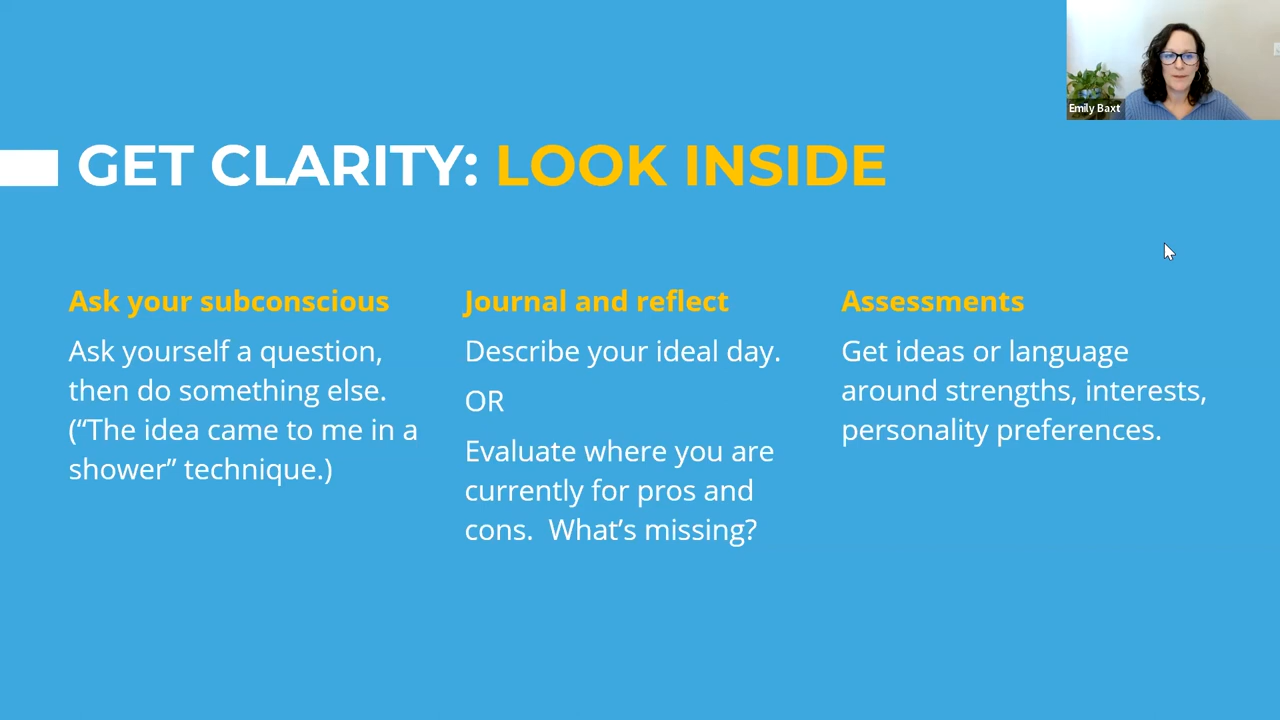 Emily Baxt
GET CLARITY: LOOK INSIDE
Ask your subconscious
Ask yourself a question,
then do something else.
(“The idea came to me in a
shower” technique.)
Journal and reflect
Describe your ideal day.
OR
Evaluate where you are
currently for pros and
cons.  What’s missing?
Assessments
Get ideas or language
around strengths, interests,
personality preferences.